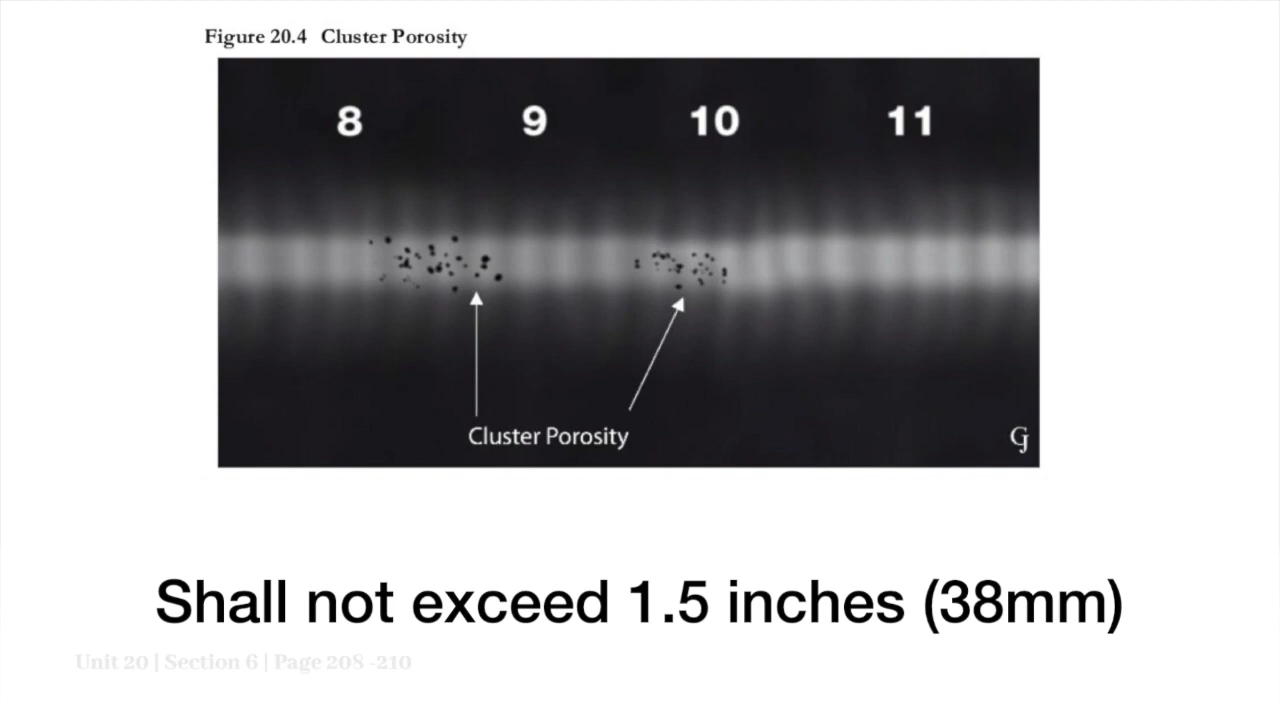 Figure 20.4 Cluster Porosity
8 9 10 11
Cluster Porosity
G
Shall not exceed 1.5 inches (38mm)
Unit 20 | Section 6 | Page 208 -210